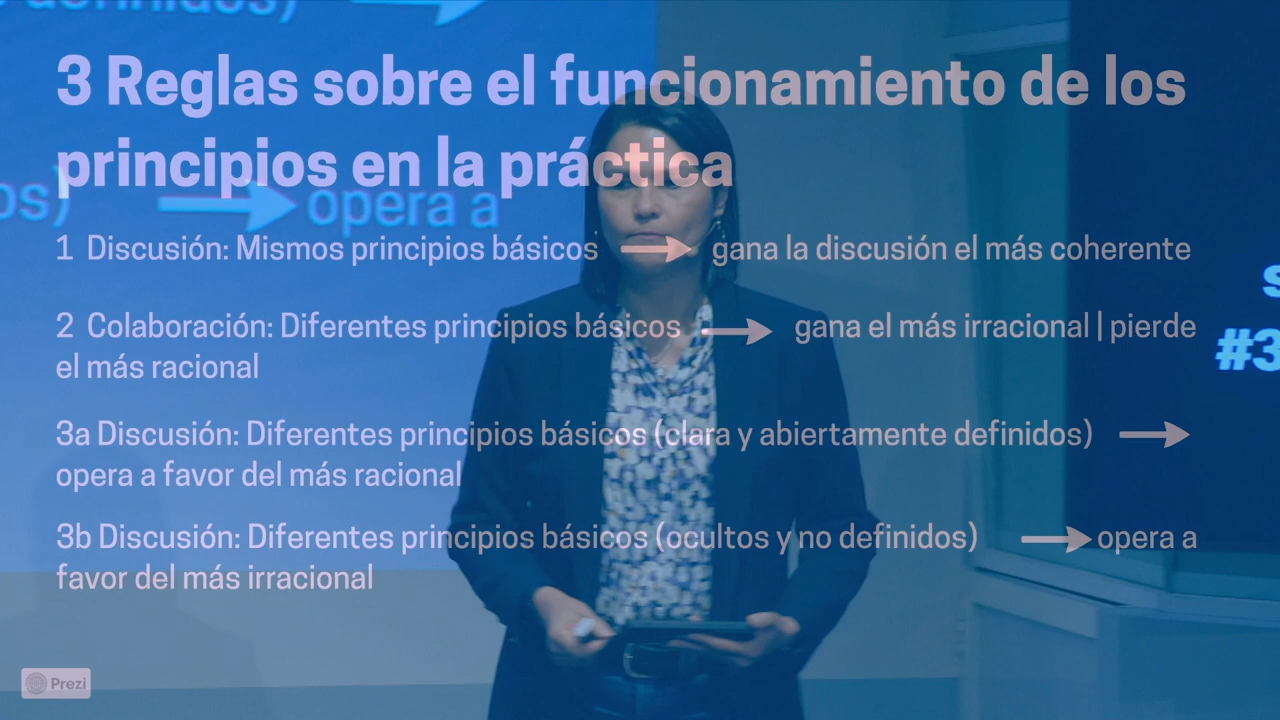 definidos)
3 Reglas sobre el funcionamiento de los
principios en la práctica
os) opera a
1 Discusión: Mismos principios básicos gana la discusión el más coherente
2 Colaboración: Diferentes principios básicos gana el más irracional | pierde
el más racional
3a Discusión: Diferentes principios básicos (clara y abiertamente definidos)
opera a favor del más racional
3b Discusión: Diferentes principios básicos (ocultos y no definidos) opera a
favor del más irracional
#3
Prezi